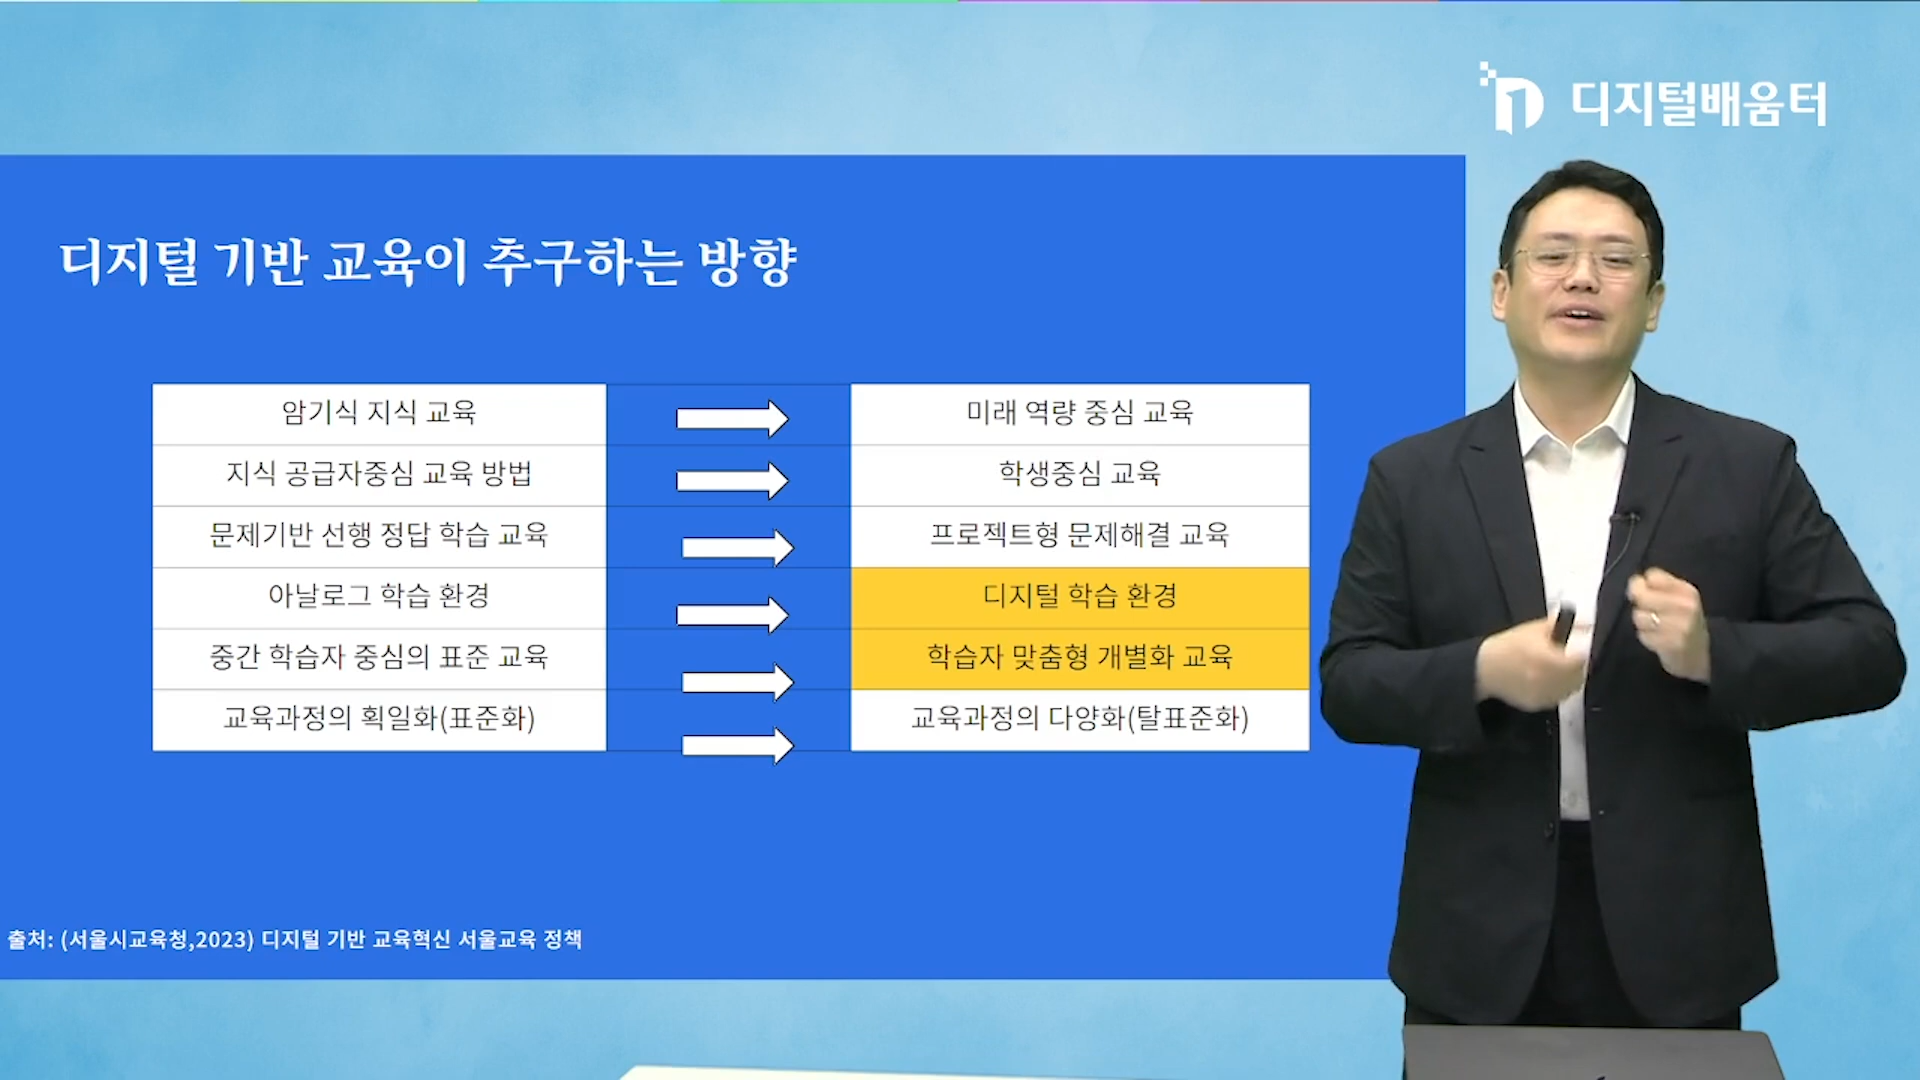 디지털배움터
디지털 기반 교육이 추구하는 방향
암기식 지식 교육
미래 역량 중심 교육
지식 공급자중심 교육 방법
학생중심 교육
문제기반 선행 정답 학습 교육
프로젝트형 문제해결 교육
아날로그 학습 환경
디지털 학습 환경
중간 학습자 중심의 표준 교육
학습자 맞춤형 개별화 교육
교육과정의 획일화(표준화)
교육과정의 다양화(탈표준화)
출처: (서울시교육청,2023) 디지털 기반 교육혁신 서울교육 정책